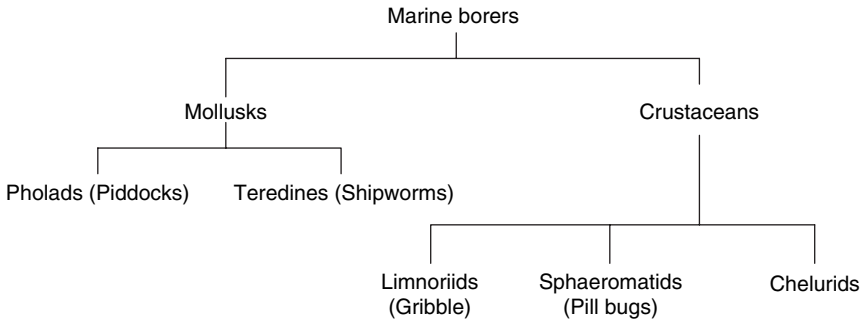 Marine borers
Mollusks
Crustaceans
Pholads (Piddocks)
Teredines (Shipworms)
Limnoriids
(Gribble)
Sphaeromatids
(Pill bugs)
Chelurids